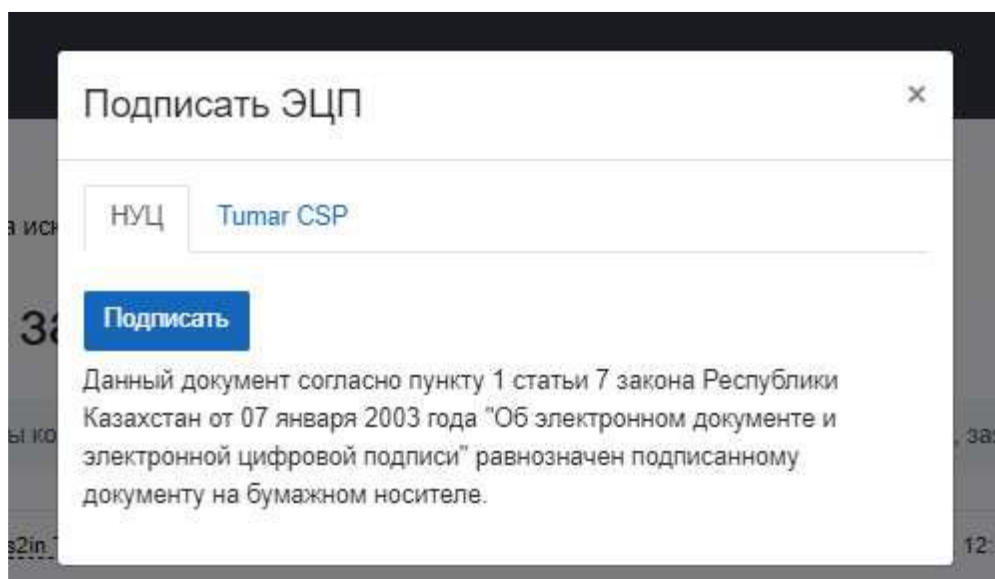 Подписать ЭЦП
×
НУЦ Tumar CSP
Подписать
Данный документ согласно пункту 1 статьи 7 закона Республики
Казахстан от 07 января 2003 года "Об электронном документе и
электронной цифровой подписи" равнозначен подписанному
документу на бумажном носителе.
12: